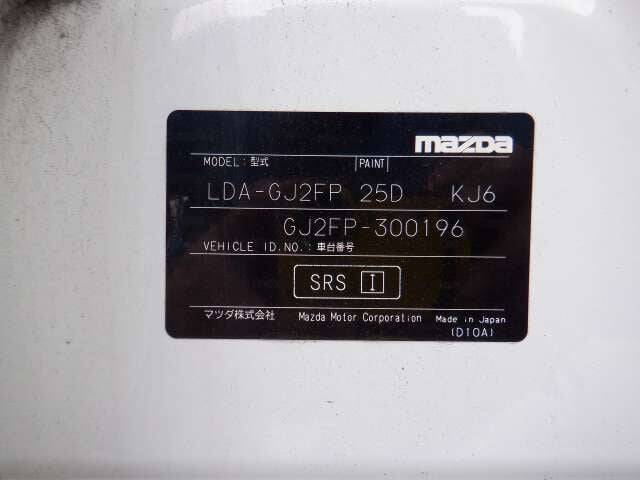 mazda
MODEL:型式 PAINT
LDA-GJ2FP 25D KJ6
GJ2FP-300196
VEHICLE ID.NO.:車台番号
SRS I
マツダ株式会社 Mazda Motor Corporation Made in Japan
(D10A)